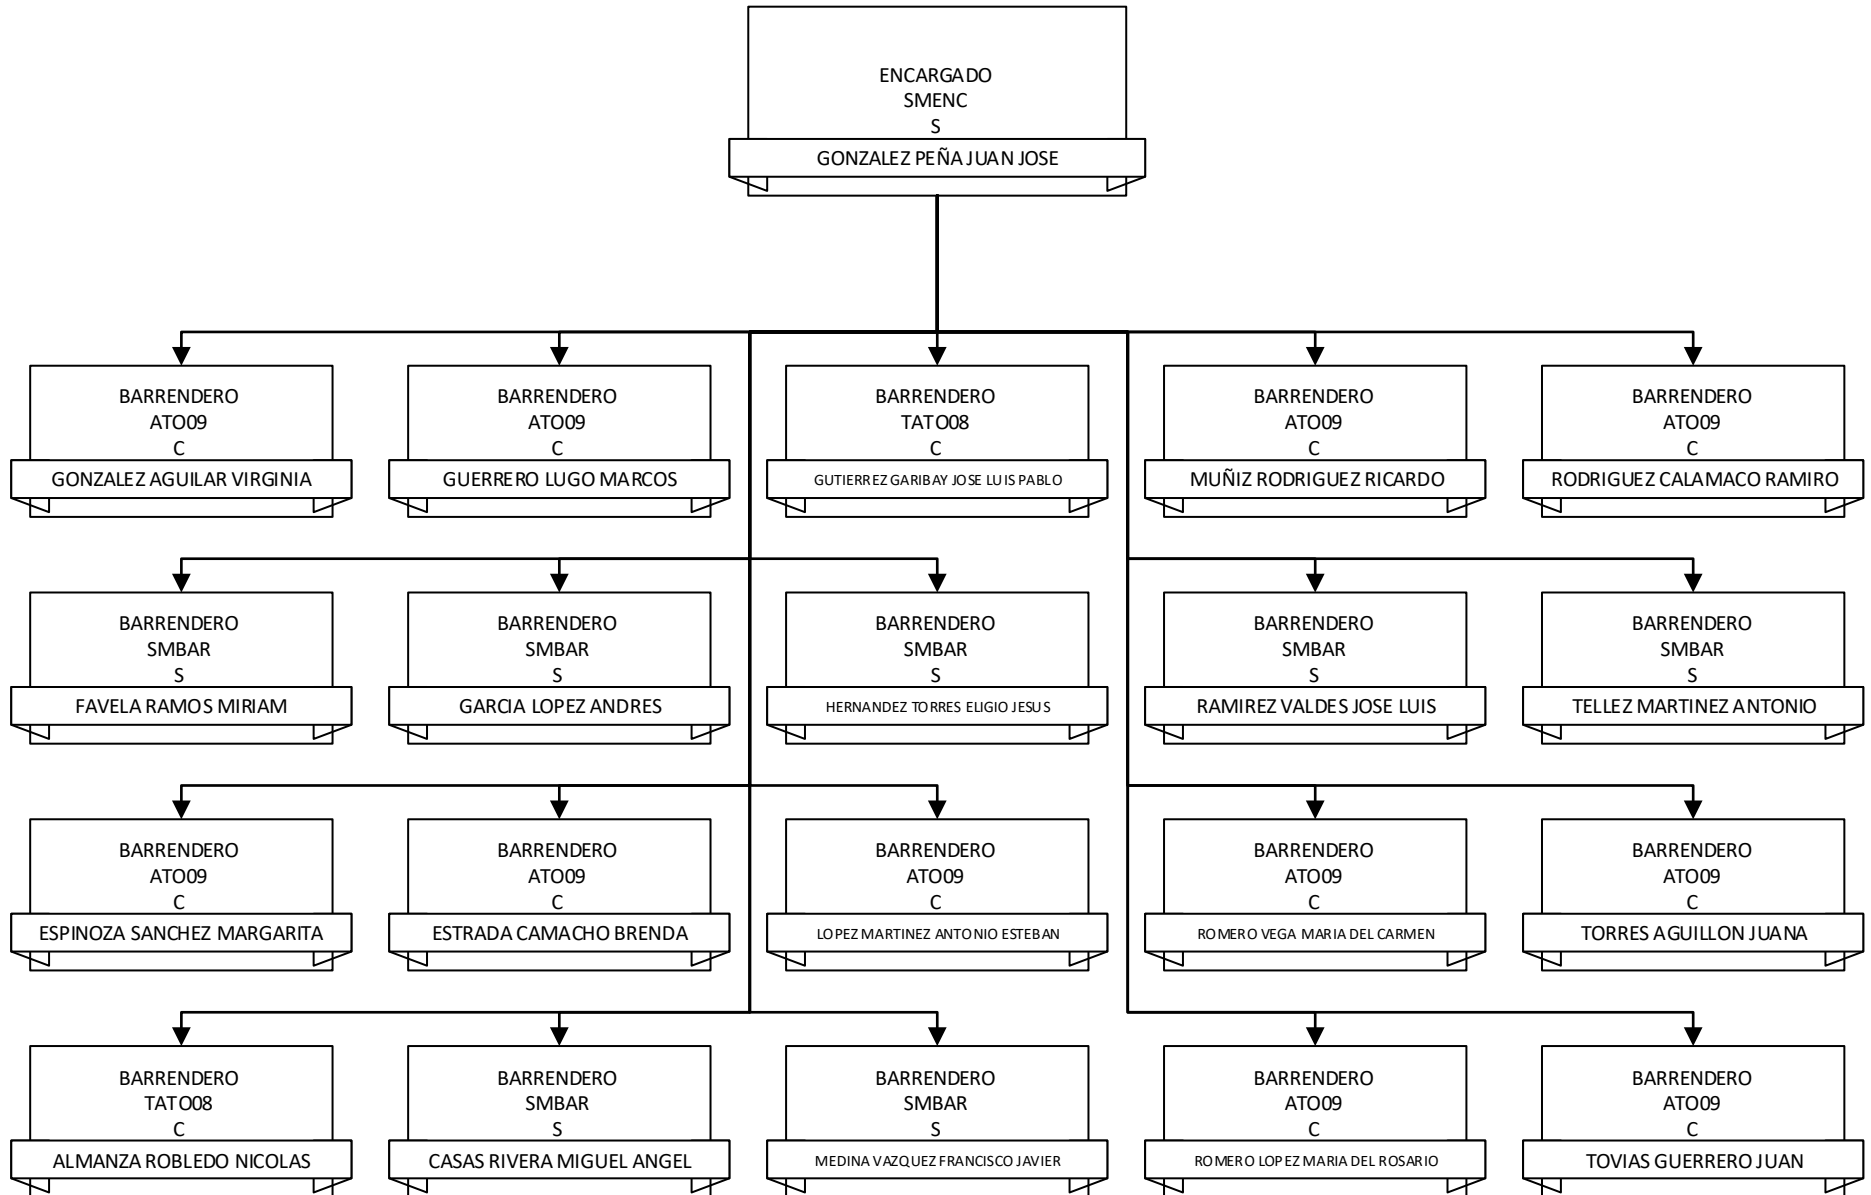 ENCARGADO
SMENC
S
GONZALEZ PEÑA JUAN JOSE
BARRENDERO
ATO09
C
GONZALEZ AGUILAR VIRGINIA
BARRENDERO
ATO09
C
GUERRERO LUGO MARCOS
BARRENDERO
TATO08
C
GUTIERREZ GARIBAY JOSE LUIS PABLO
BARRENDERO
ATO09
C
MUÑIZ RODRIGUEZ RICARDO
BARRENDERO
ATO09
C
RODRIGUEZ CALAMACO RAMIRO
BARRENDERO
SMBAR
S
FAVELA RAMOS MIRIAM
BARRENDERO
SMBAR
S
GARCIA LOPEZ ANDRES
BARRENDERO
SMBAR
S
HERNANDEZ TORRES ELIGIO JESUS
BARRENDERO
SMBAR
S
RAMIREZ VALDES JOSE LUIS
BARRENDERO
SMBAR
S
TELLEZ MARTINEZ ANTONIO
BARRENDERO
ATO09
C
ESPINOZA SANCHEZ MARGARITA
BARRENDERO
ATO09
C
ESTRADA CAMACHO BRENDA
BARRENDERO
ATO09
C
LOPEZ MARTINEZ ANTONIO ESTEBAN
BARRENDERO
ATO09
C
ROMERO VEGA MARIA DEL CARMEN
BARRENDERO
ATO09
C
TORRES AGUILLON JUANA
BARRENDERO
TATO08
C
ALMANZA ROBLEDO NICOLAS
BARRENDERO
SMBAR
S
CASAS RIVERA MIGUEL ANGEL
BARRENDERO
SMBAR
S
MEDINA VAZQUEZ FRANCISCO JAVIER
BARRENDERO
ATO09
C
ROMERO LOPEZ MARIA DEL ROSARIO
BARRENDERO
ATO09
C
TOVIAS GUERRERO JUAN